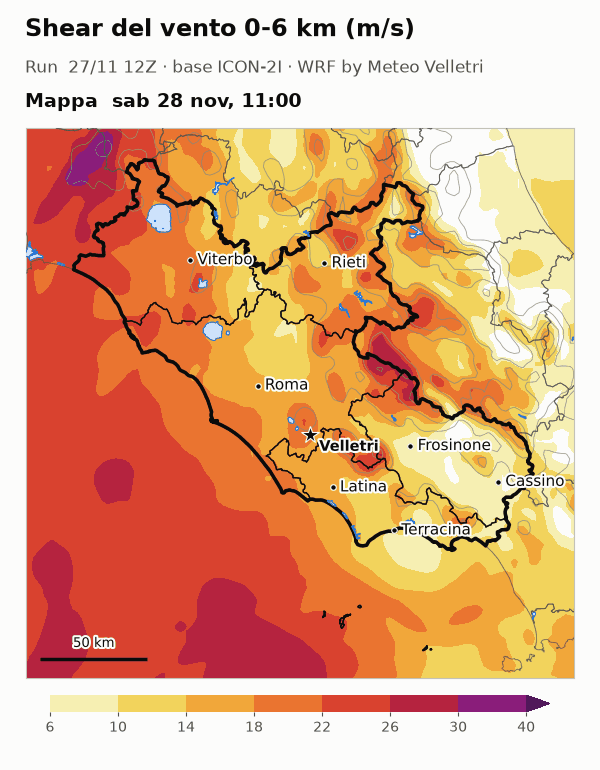 Shear del vento 0-6 km (m/s)
Run  27/11 12Z · base ICON-2I · WRF by Meteo Velletri
Mappa  sab 28 nov, 11:00
Viterbo
Rieti
Roma
Velletri
Frosinone
Latina
Cassino
Terracina
50 km
6 10 14 18 22 26 30 40